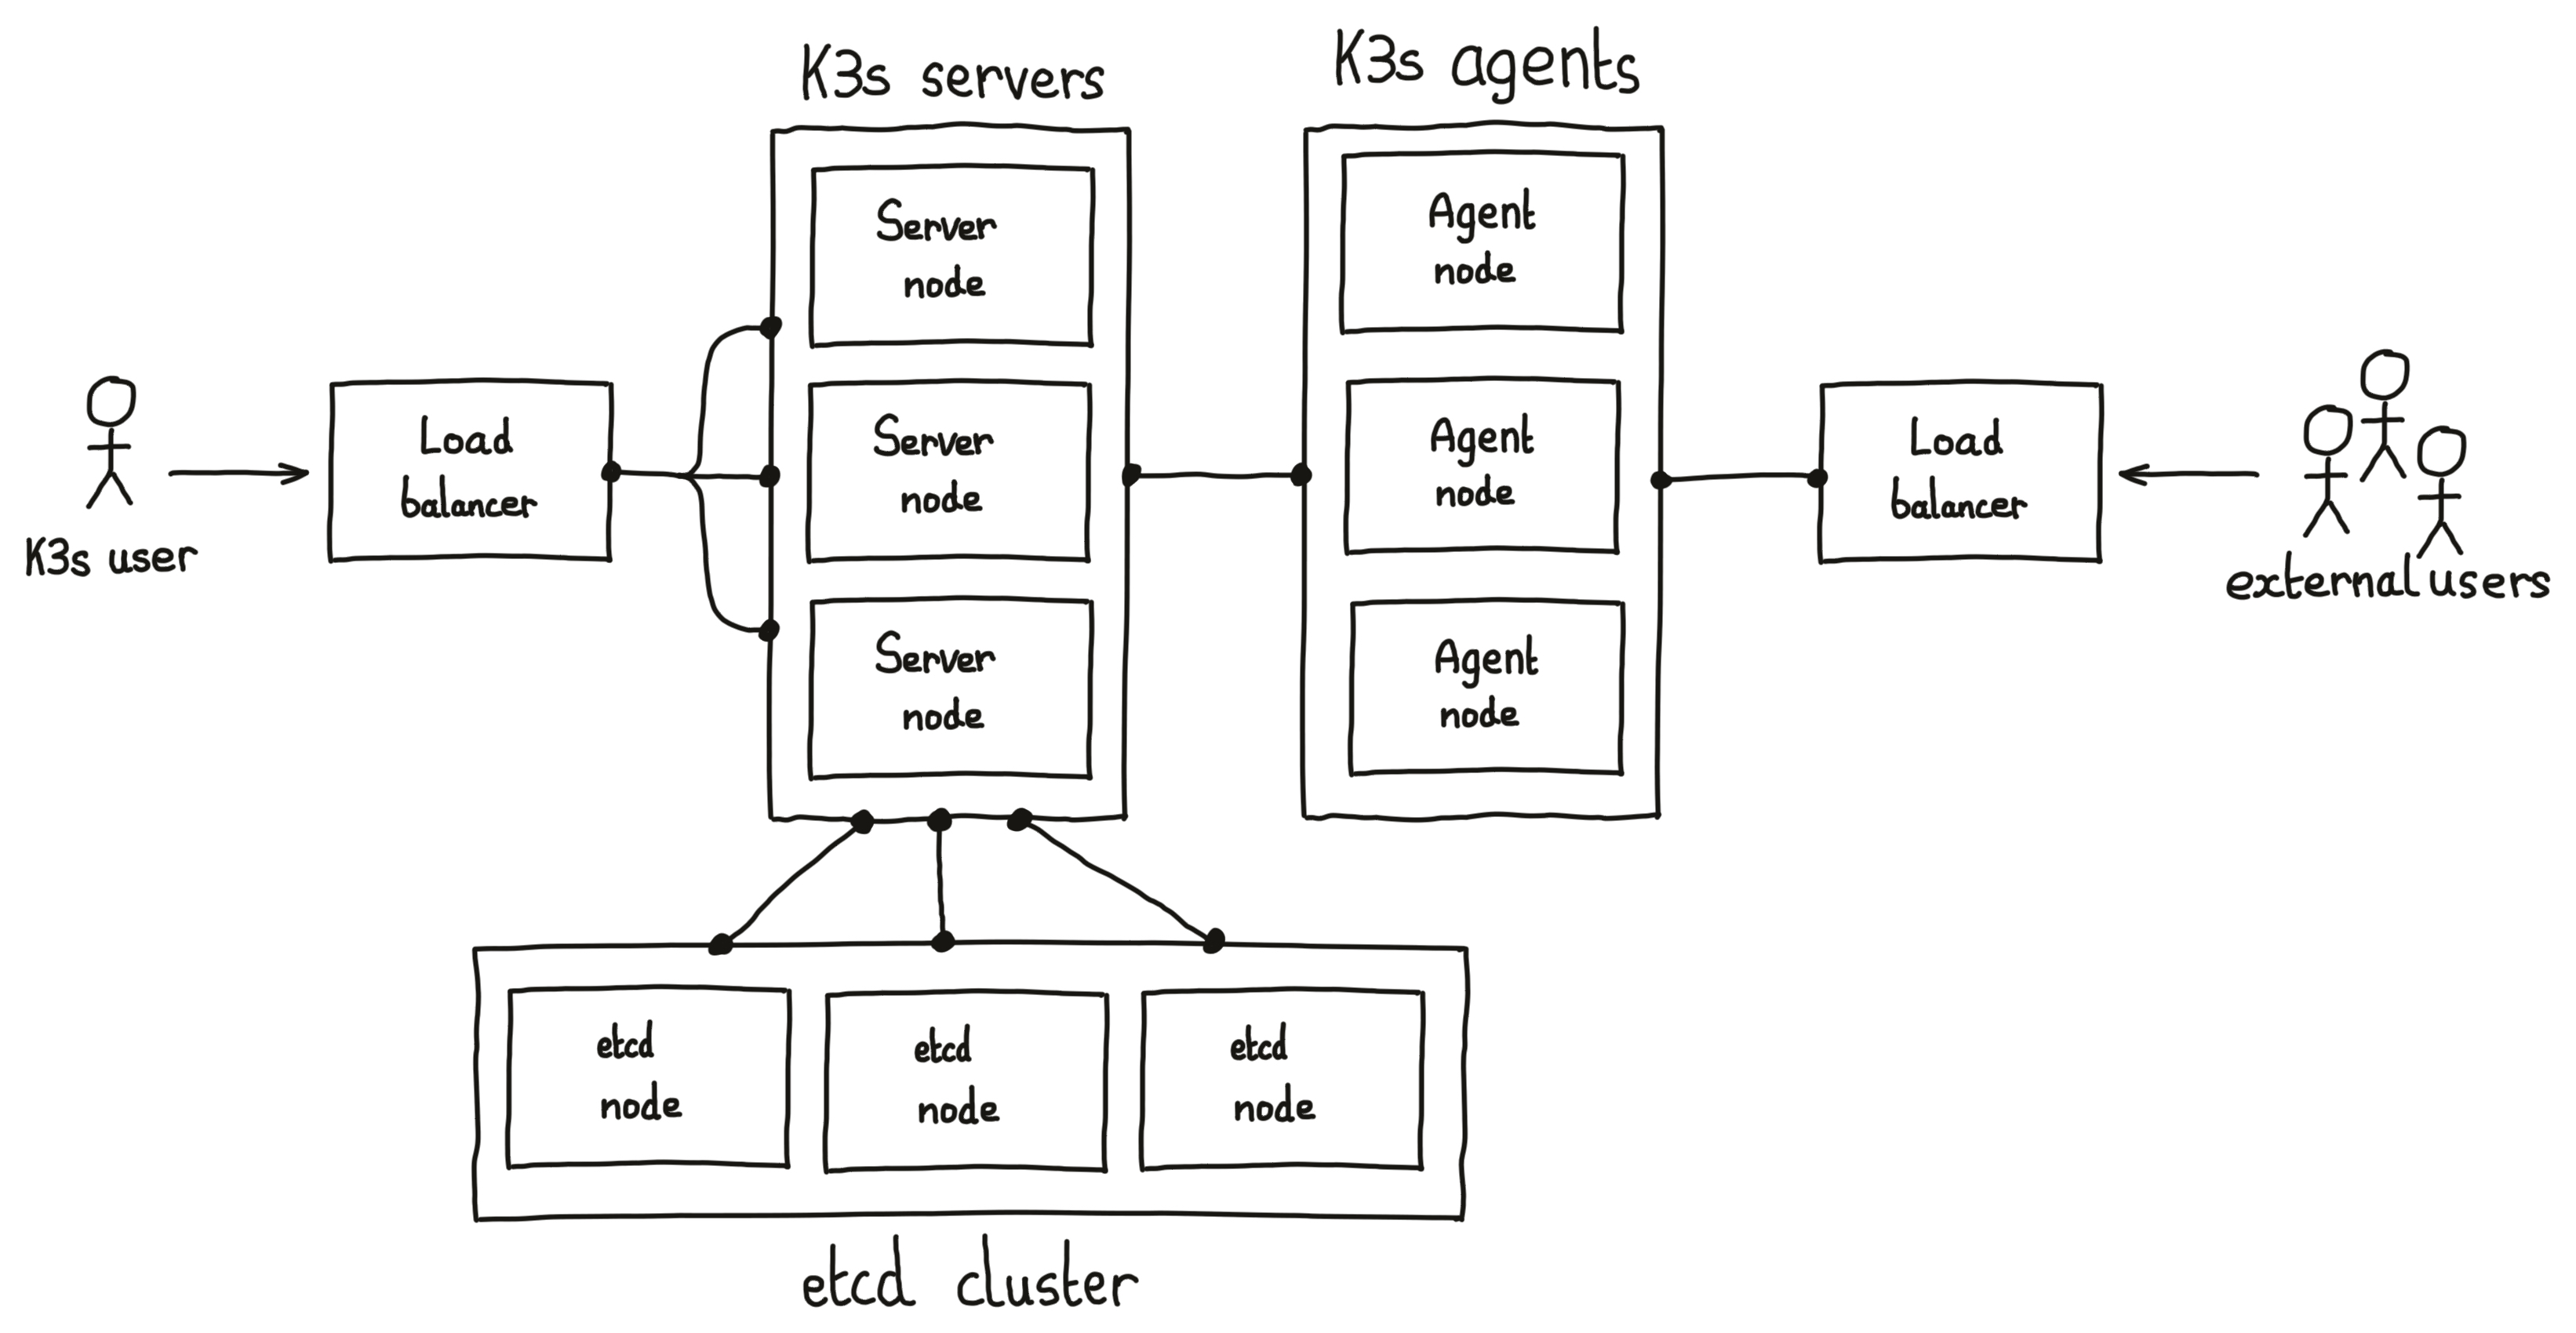 K3s servers
K3s agents
Server
node
Server
node
Server
node
Agent
node
Agent
node
Agent
node
Load
balancer
K3s user
Load
balancer
external users
etcd
node
etcd
node
etcd
node
etcd cluster